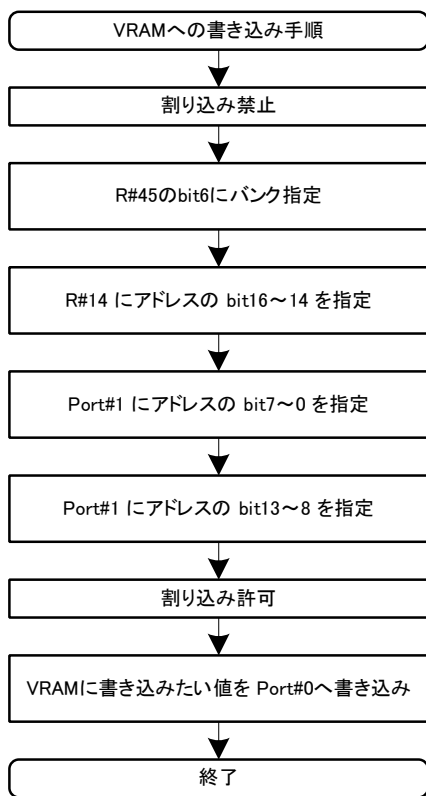 VRAMへの書き込み手順
割り込み禁止
R#45のbit6にバンク指定
R#14 にアドレスの bit16～14 を指定
Port#1 にアドレスの bit7～0 を指定
Port#1 にアドレスの bit13～8 を指定
割り込み許可
VRAMに書き込みたい値を Port#0へ書き込み
終了